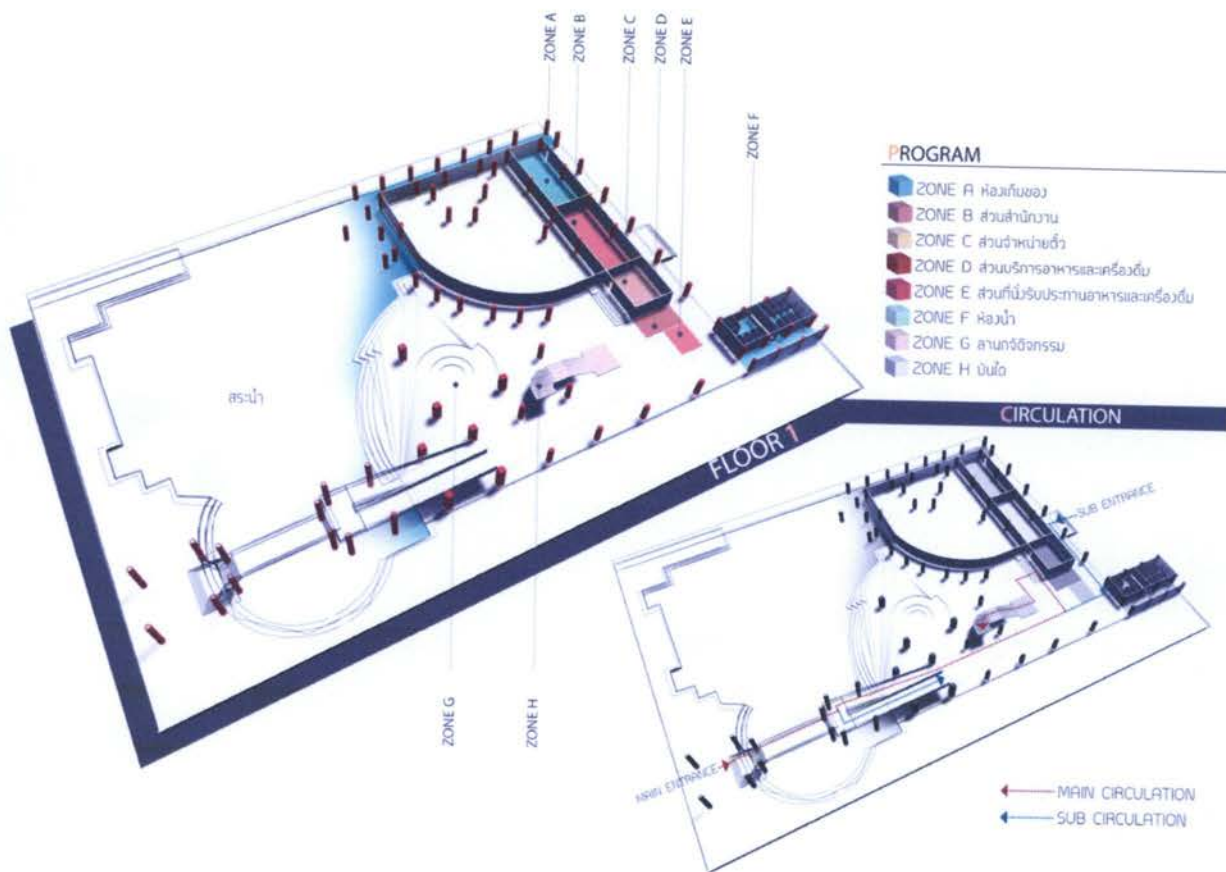 ZONE A
ZONE B
ZONE C
ZONE D
ZONE E
ZONE F
PROGRAM
ZONE A ห้องเก็บของ
ZONE B ส่วนสำนักงาน
ZONE C ส่วนจำหน่ายตั๋ว
ZONE D ส่วนบริการอาหารและเครื่องดื่ม
ZONE E ส่วนที่นั่งรับประทานอาหารและเครื่องดื่ม
ZONE F ห้องน้ำ
ZONE G ลานกิจกรรม
ZONE H บันได
สระน้ำ
FLOOR 1
CIRCULATION
SUB ENTRANCE
ZONE G
ZONE H
MAIN ENTRANCE
MAIN CIRCULATION
SUB CIRCULATION